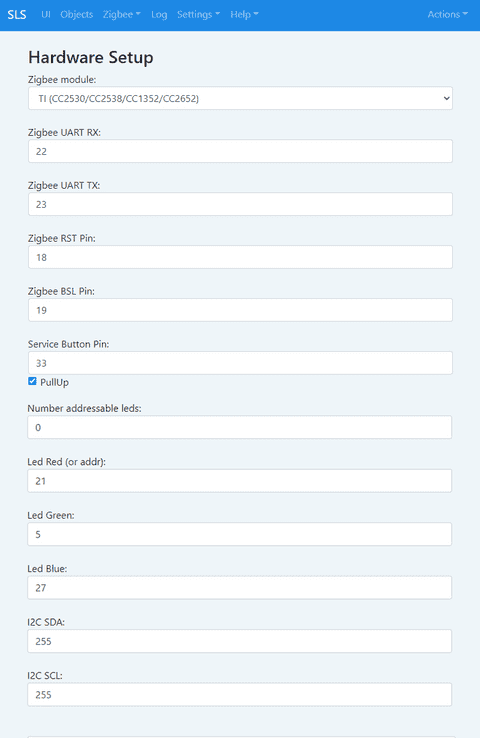 SLS UI Objects Zigbee Log Settings Help Actions
Hardware Setup
Zigbee module:
TI (CC2530/CC2538/CC1352/CC2652)
Zigbee UART RX:
22
Zigbee UART TX:
23
Zigbee RST Pin:
18
Zigbee BSL Pin:
19
Service Button Pin:
33
PullUp
Number addressable leds:
0
Led Red (or addr):
21
Led Green:
5
Led Blue:
27
I2C SDA:
255
I2C SCL:
255